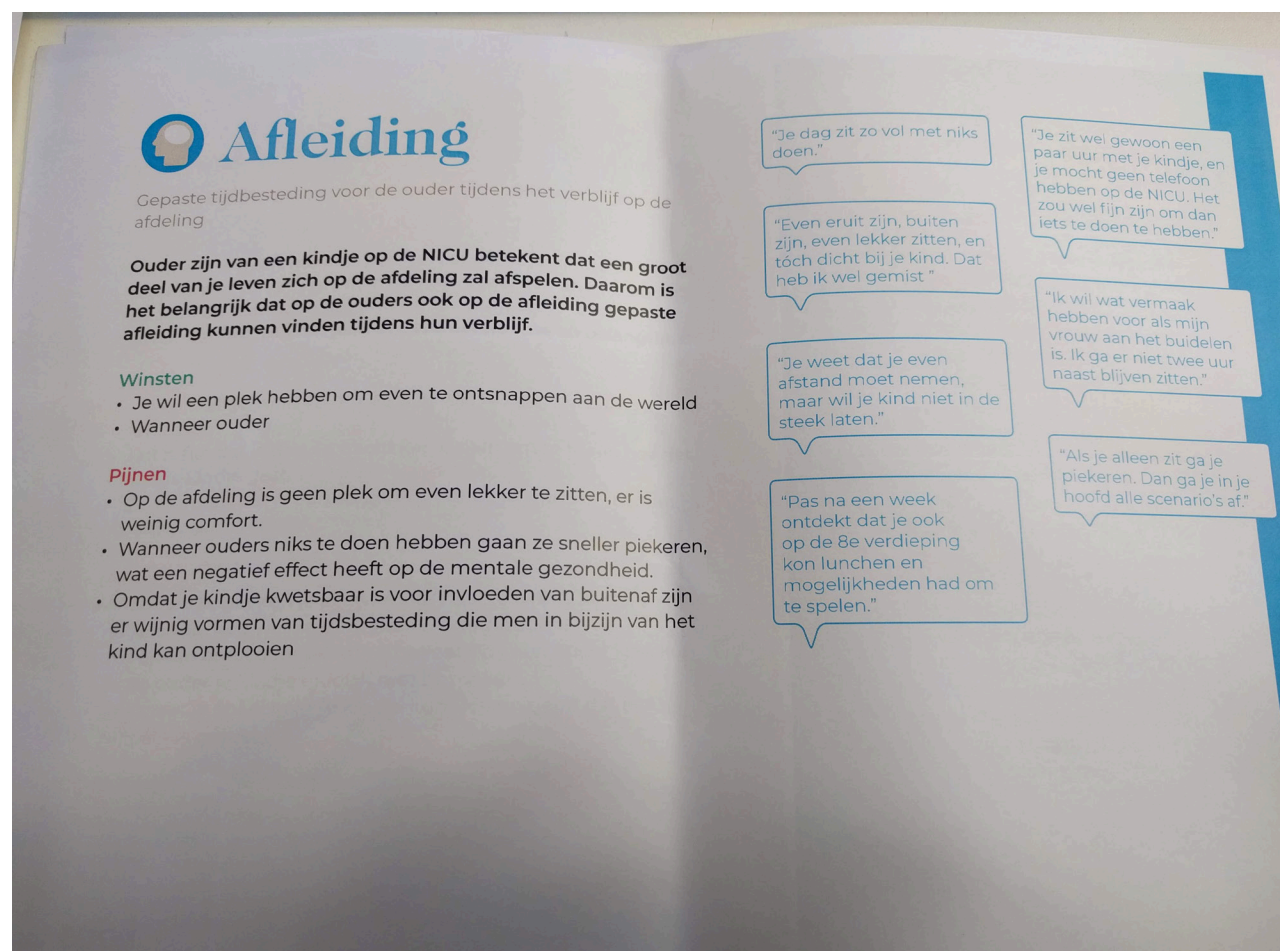 Afleiding
Gepaste tijdbesteding voor de ouder tijdens het verblijf op de
afdeling
Ouder zijn van een kindje op de NICU betekent dat een groot
deel van je leven zich op de afdeling zal afspelen. Daarom is
het belangrijk dat op de ouders ook op de afleiding gepaste
afleiding kunnen vinden tijdens hun verblijf.
Winsten
• Je wil een plek hebben om even te ontsnappen aan de wereld
• Wanneer ouder
Pijnen
• Op de afdeling is geen plek om even lekker te zitten, er is
weinig comfort.
• Wanneer ouders niks te doen hebben gaan ze sneller piekeren,
wat een negatief effect heeft op de mentale gezondheid.
• Omdat je kindje kwetsbaar is voor invloeden van buitenaf zijn
er wijnig vormen van tijdsbesteding die men in bijzijn van het
kind kan ontplooien
"Je dag zit zo vol met niks
doen."
"Even eruit zijn, buiten
zijn, even lekker zitten, en
tóch dicht bij je kind. Dat
heb ik wel gemist "
"Je weet dat je even
afstand moet nemen,
maar wil je kind niet in de
steek laten."
"Pas na een week
ontdekt dat je ook
op de 8e verdieping
kon lunchen en
mogelijkheden had om
te spelen."
"Je zit wel gewoon een
paar uur met je kindje, en
je mocht geen telefoon
hebben op de NICU. Het
zou wel fijn zijn om dan
iets te doen te hebben."
"Ik wil wat vermaak
hebben voor als mijn
vrouw aan het buidelen
is. Ik ga er niet twee uur
naast blijven zitten."
"Als je alleen zit ga je
piekeren. Dan ga je in je
hoofd alle scenario's af."